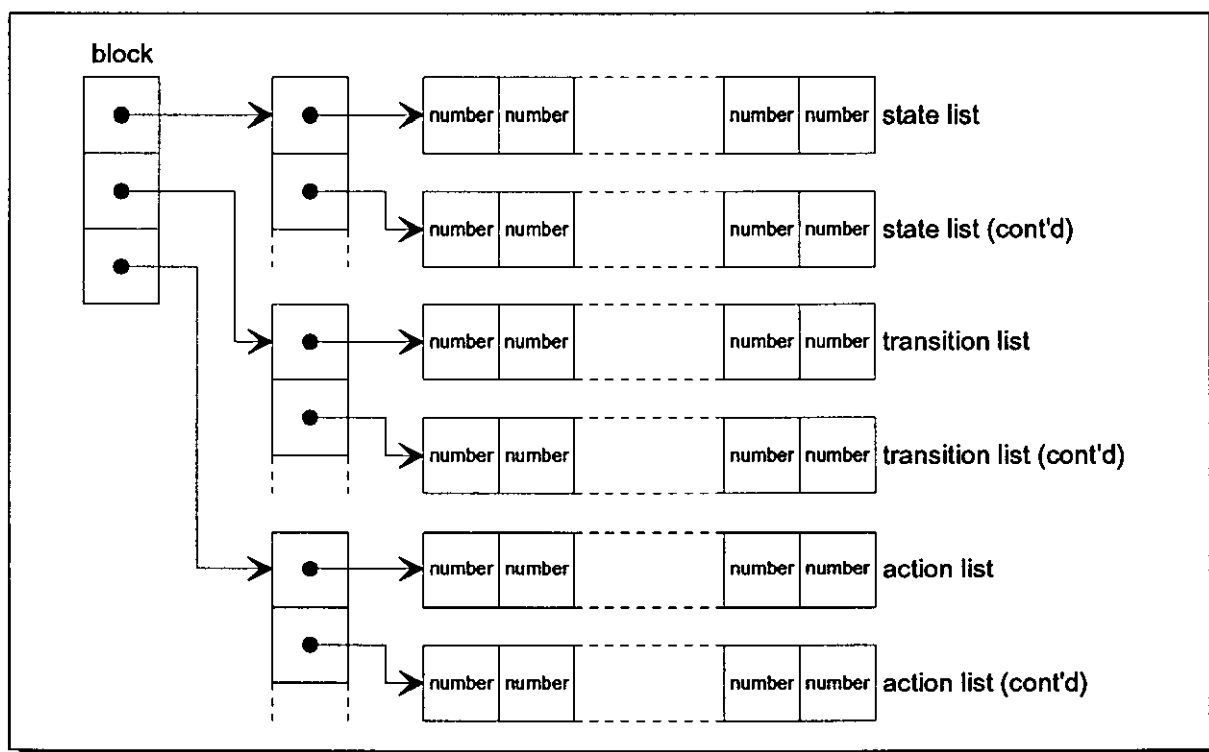 block
number number number number state list
number number number number state list (cont'd)
number number number number transition list
number number number number transition list (cont'd)
number number number number action list
number number number number action list (cont'd)